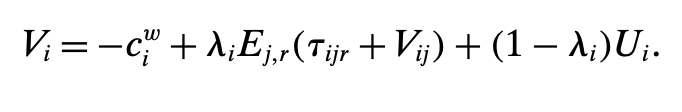 V_i = −c_i^w + λ_i E_{j,r}(τ_{ijr} + V_{ij}) + (1 − λ_i)U_i.